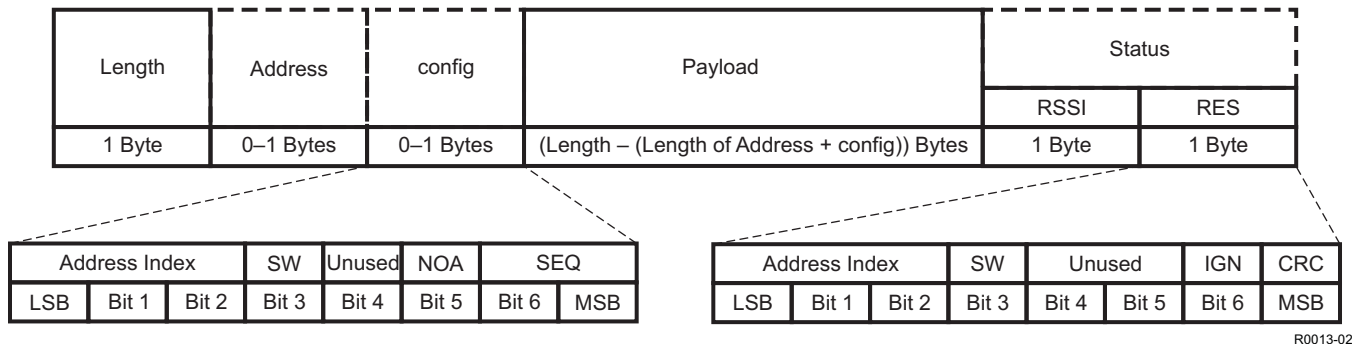 Length Address config Payload Status
RSSI RES
1 Byte 0–1 Bytes 0–1 Bytes (Length – (Length of Address + config)) Bytes 1 Byte 1 Byte
Address Index SW Unused NOA SEQ
LSB Bit 1 Bit 2 Bit 3 Bit 4 Bit 5 Bit 6 MSB
Address Index SW Unused IGN CRC
LSB Bit 1 Bit 2 Bit 3 Bit 4 Bit 5 Bit 6 MSB
R0013-02